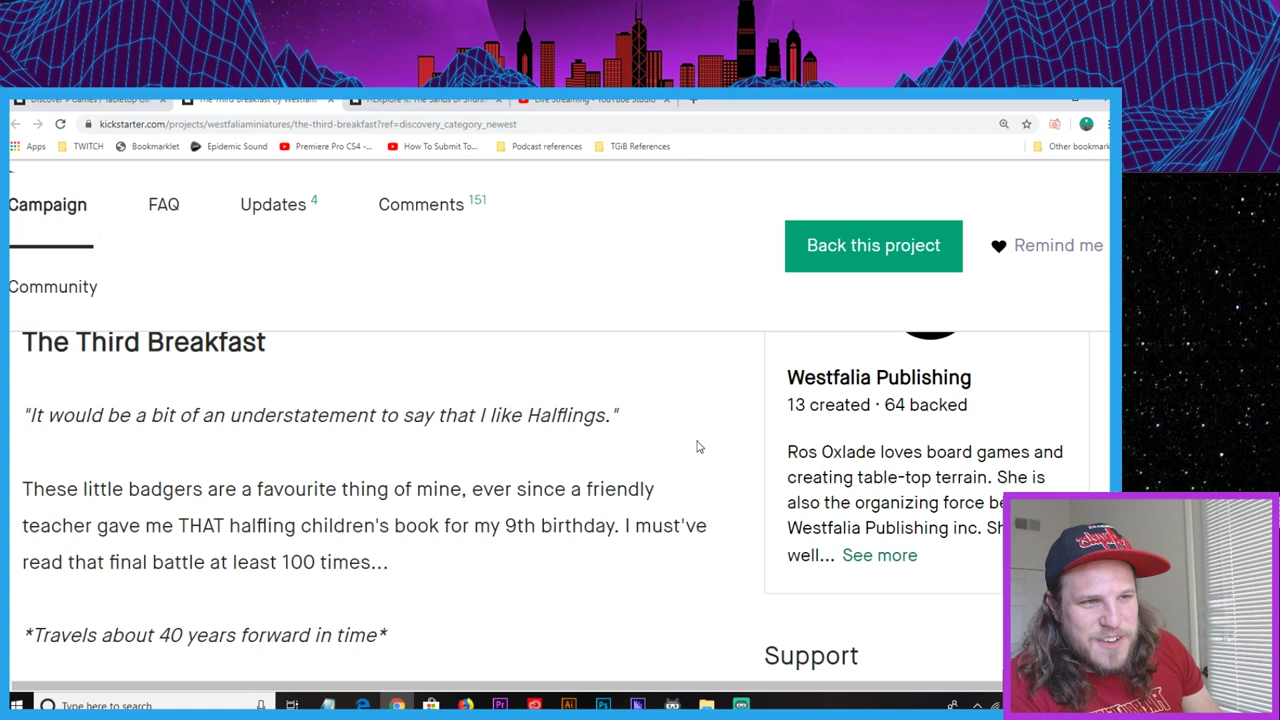 kickstarter.com/projects/westfaliaminiatures/the-third-breakfast?ref=discovery_category_newest
Apps TWITCH Bookmarklet Epidemic Sound Premiere Pro CS4 -... How To Submit To... Podcast references TGiB References Other bookmark
Campaign FAQ Updates 4 Comments 151
Back this project Remind me
Community
The Third Breakfast
"It would be a bit of an understatement to say that I like Halflings."
These little badgers are a favourite thing of mine, ever since a friendly
teacher gave me THAT halfling children's book for my 9th birthday. I must've
read that final battle at least 100 times...
*Travels about 40 years forward in time*
Westfalia Publishing
13 created · 64 backed
Ros Oxlade loves board games and
creating table-top terrain. She is
also the organizing force be
Westfalia Publishing inc. Sh
well... See more
Support
Type here to search